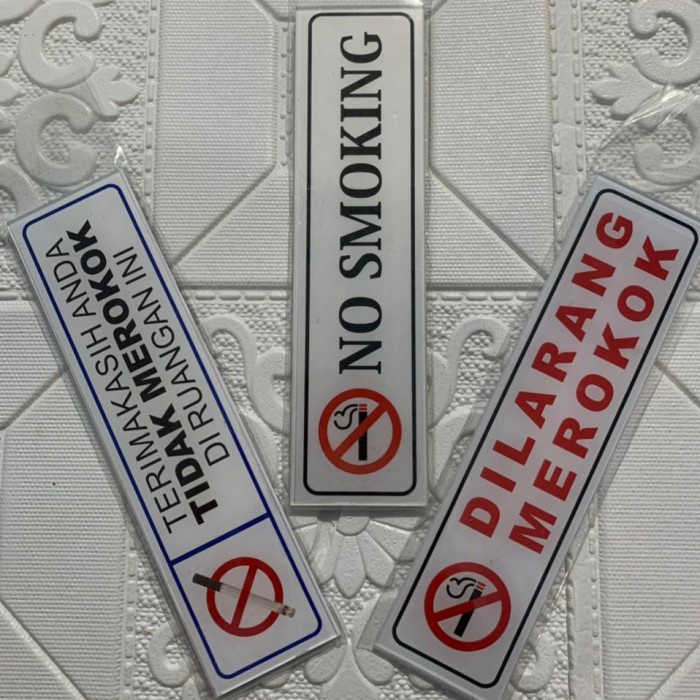 TERIMAKASIH ANDA
TIDAK MEROKOK
DI RUANGAN INI
NO SMOKING
DILARANG
MEROKOK